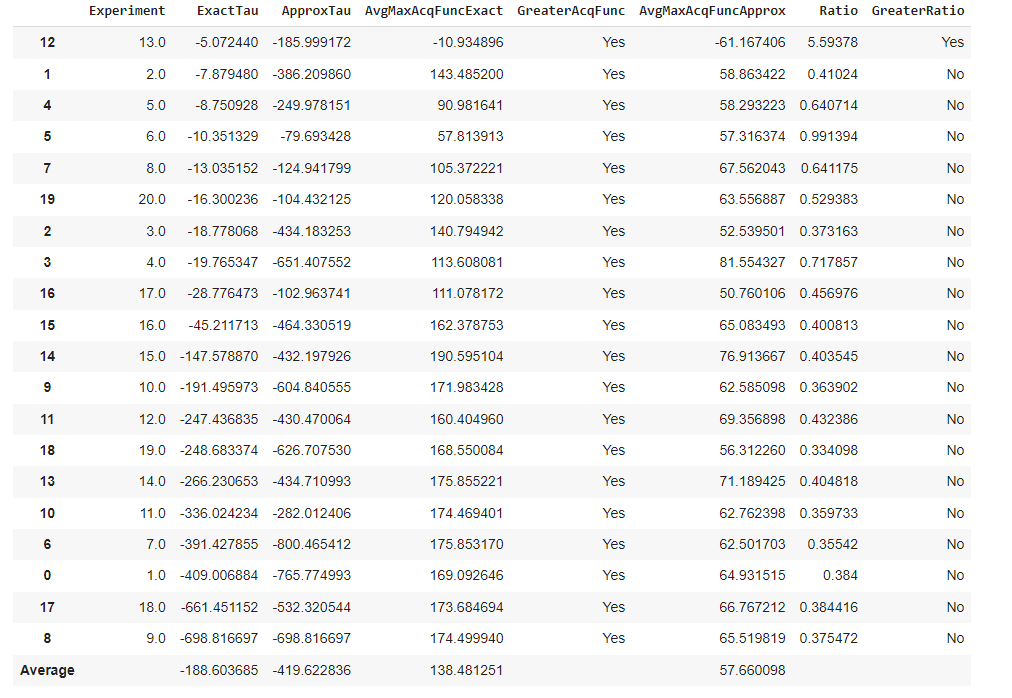 Experiment ExactTau ApproxTau AvgMaxAcqFuncExact GreaterAcqFunc AvgMaxAcqFuncApprox Ratio GreaterRatio
12 13.0 -5.072440 -185.999172 -10.934896 Yes -61.167406 5.59378 Yes
1 2.0 -7.879480 -386.209860 143.485200 Yes 58.863422 0.41024 No
4 5.0 -8.750928 -249.978151 90.981641 Yes 58.293223 0.640714 No
5 6.0 -10.351329 -79.693428 57.813913 Yes 57.316374 0.991394 No
7 8.0 -13.035152 -124.941799 105.372221 Yes 67.562043 0.641175 No
19 20.0 -16.300236 -104.432125 120.058338 Yes 63.556887 0.529383 No
2 3.0 -18.778068 -434.183253 140.794942 Yes 52.539501 0.373163 No
3 4.0 -19.765347 -651.407552 113.608081 Yes 81.554327 0.717857 No
16 17.0 -28.776473 -102.963741 111.078172 Yes 50.760106 0.456976 No
15 16.0 -45.211713 -464.330519 162.378753 Yes 65.083493 0.400813 No
14 15.0 -147.578870 -432.197926 190.595104 Yes 76.913667 0.403545 No
9 10.0 -191.495973 -604.840555 171.983428 Yes 62.585098 0.363902 No
11 12.0 -247.436835 -430.470064 160.404960 Yes 69.356898 0.432386 No
18 19.0 -248.683374 -626.707530 168.550084 Yes 56.312260 0.334098 No
13 14.0 -266.230653 -434.710993 175.855221 Yes 71.189425 0.404818 No
10 11.0 -336.024234 -282.012406 174.469401 Yes 62.762398 0.359733 No
6 7.0 -391.427855 -800.465412 175.853170 Yes 62.501703 0.35542 No
0 1.0 -409.006884 -765.774993 169.092646 Yes 64.931515 0.384 No
17 18.0 -661.451152 -532.320544 173.684694 Yes 66.767212 0.384416 No
8 9.0 -698.816697 -698.816697 174.499940 Yes 65.519819 0.375472 No
Average -188.603685 -419.622836 138.481251 57.660098